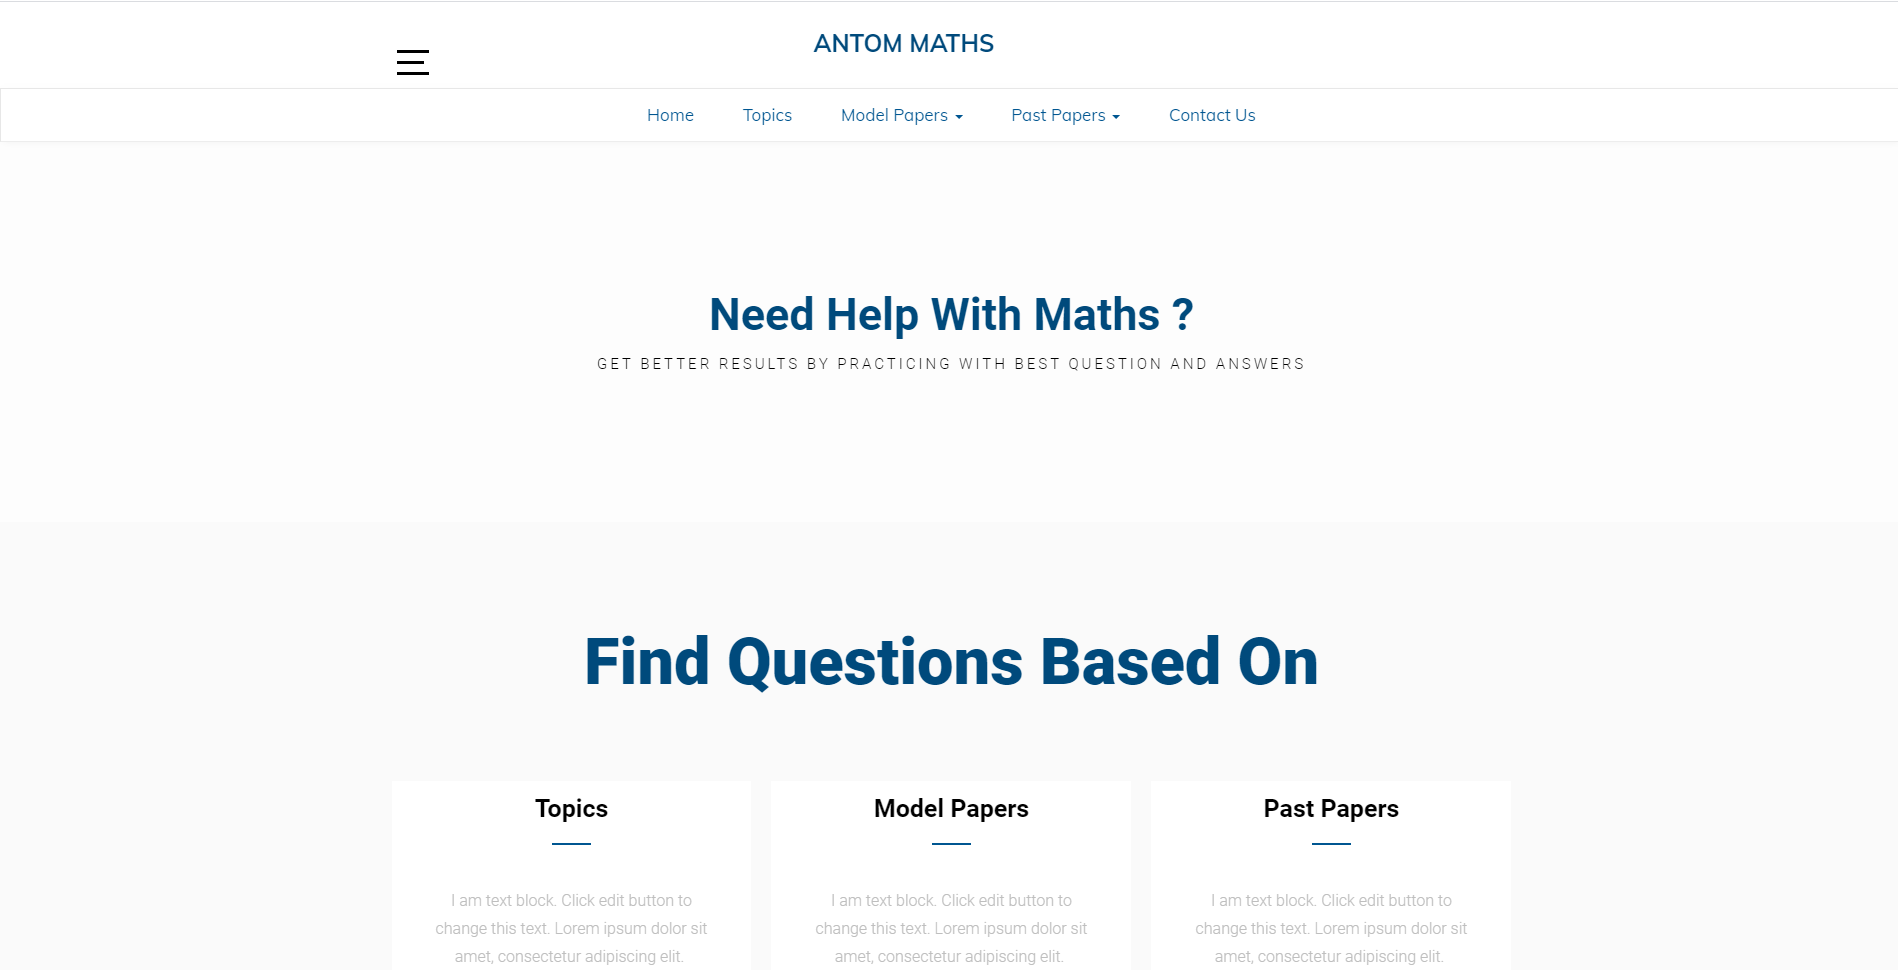 ANTOM MATHS
Home Topics Model Papers Past Papers Contact Us
Need Help With Maths ?
GET BETTER RESULTS BY PRACTICING WITH BEST QUESTION AND ANSWERS
Find Questions Based On
Topics
I am text block. Click edit button to
change this text. Lorem ipsum dolor sit
amet, consectetur adipiscing elit.
Model Papers
I am text block. Click edit button to
change this text. Lorem ipsum dolor sit
amet, consectetur adipiscing elit.
Past Papers
I am text block. Click edit button to
change this text. Lorem ipsum dolor sit
amet, consectetur adipiscing elit.